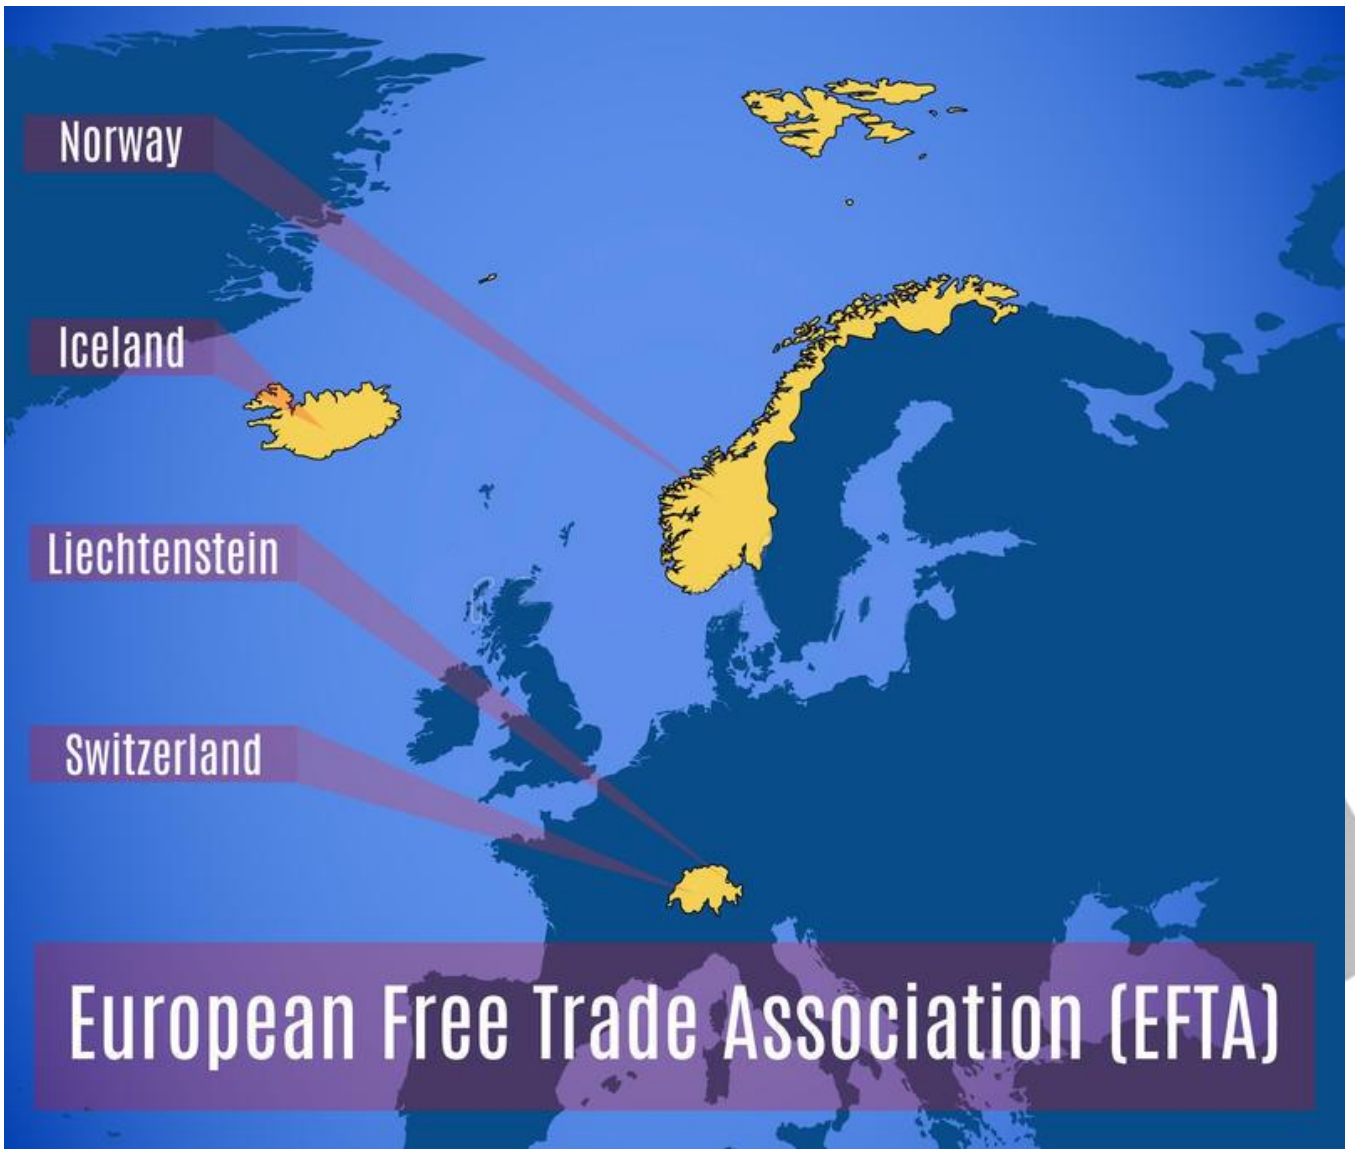 Norway
Iceland
Liechtenstein
Switzerland
European Free Trade Association (EFTA)